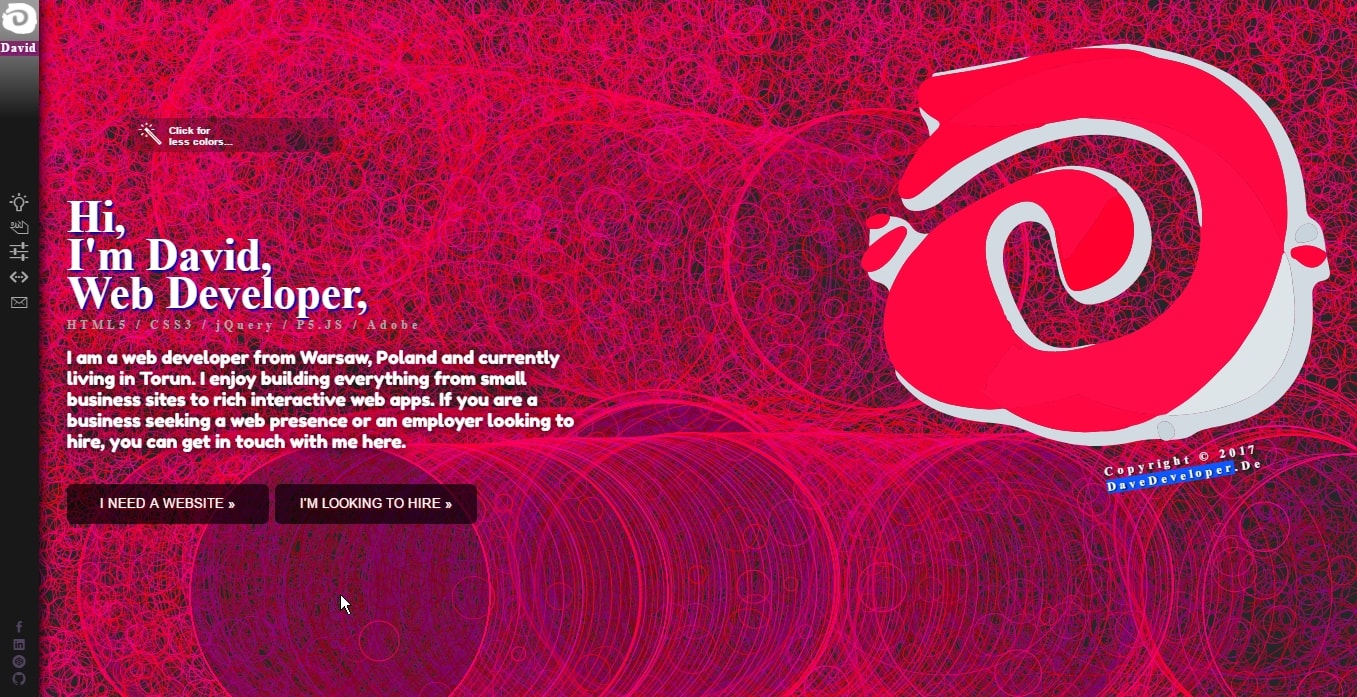 David
Click for
less colors...
Hi,
I'm David,
Web Developer,
HTML5 / CSS3 / jQuery / P5.JS / Adobe
I am a web developer from Warsaw, Poland and currently
living in Torun. I enjoy building everything from small
business sites to rich interactive web apps. If you are a
business seeking a web presence or an employer looking to
hire, you can get in touch with me here.
I NEED A WEBSITE »
I'M LOOKING TO HIRE »
Copyright © 2017
DaveDeveloper.De